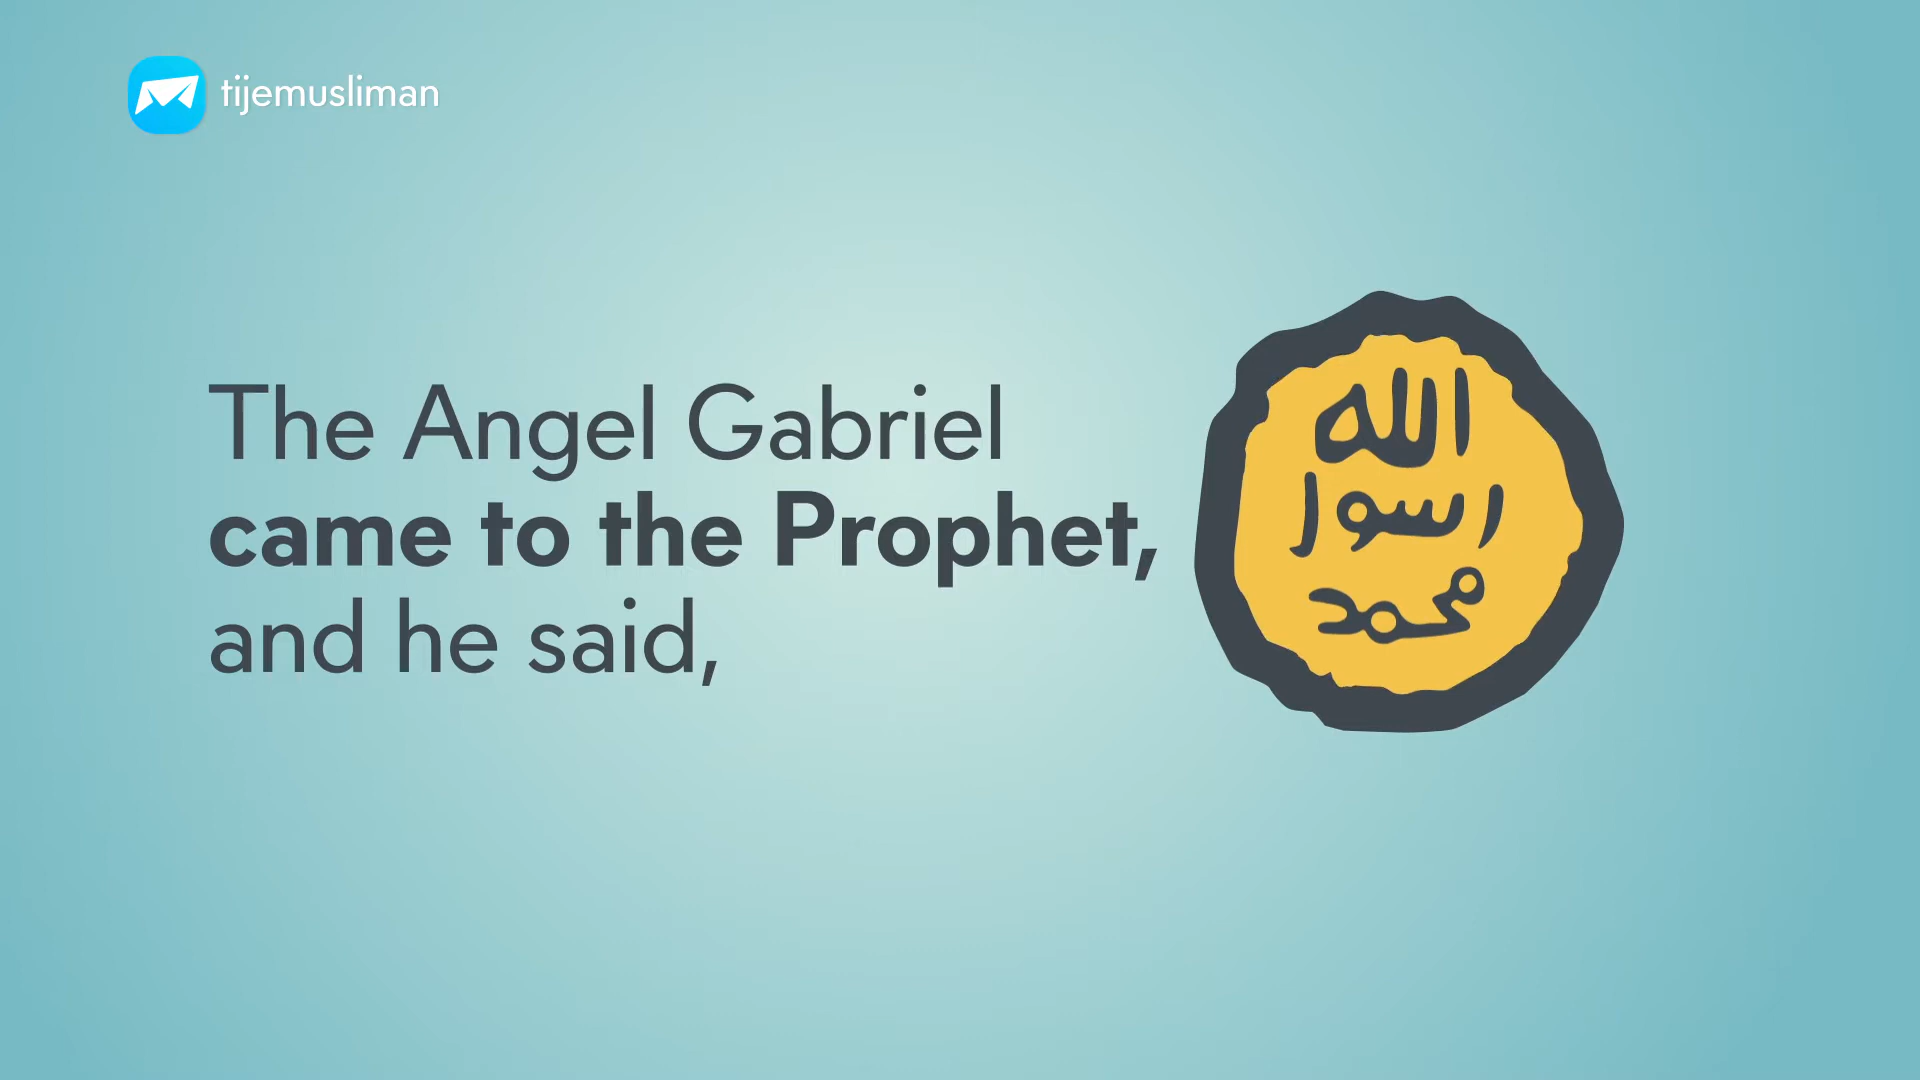 tijemusliman
The Angel Gabriel
came to the Prophet,
and he said,
الله
رسول
محمد